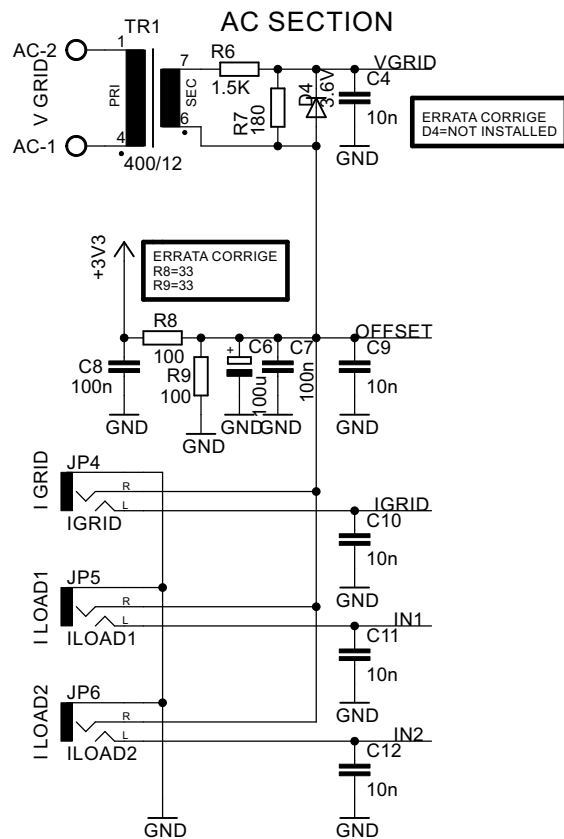 AC SECTION
TR1
AC-2
1
7
R6
VGRID
1.5K
C4
V GRID
PRI
SEC
R7
180
D4
3.6V
10n
ERRATA CORRIGE
D4=NOT INSTALLED
AC-1
4
6
400/12
GND
+3V3
ERRATA CORRIGE
R8=33
R9=33
R8
OFFSET
100
C6
C7
C9
C8
100n
R9
100
+
100u
100n
10n
GND
GND
GND
GND
GND
I GRID
JP4
R
L
IGRID
IGRID
C10
10n
GND
I LOAD1
JP5
R
L
ILOAD1
IN1
C11
10n
GND
I LOAD2
JP6
R
L
ILOAD2
IN2
C12
10n
GND
GND